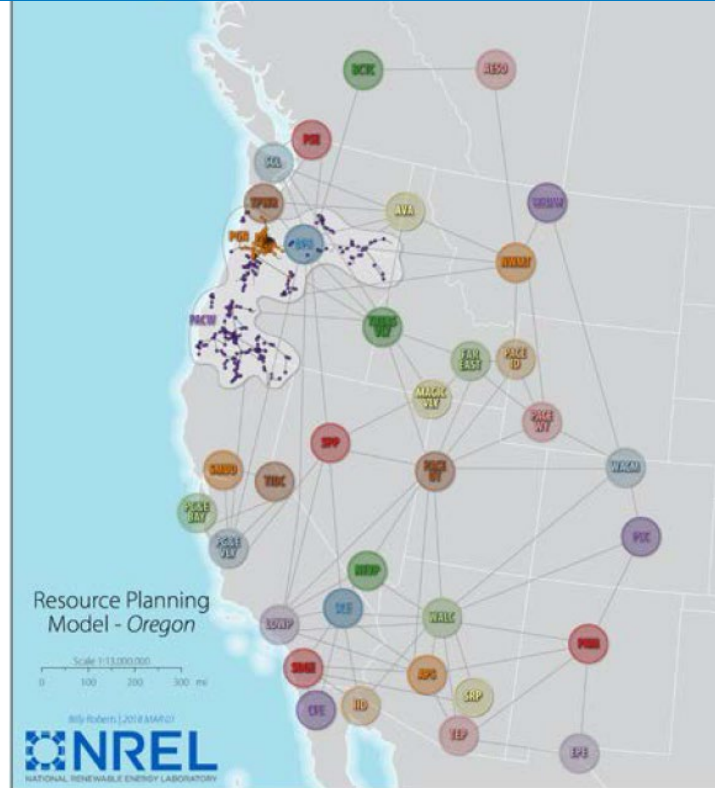 BCTC
AESO
PSE
SCL
TPWR
AVA
WAUW
PGE
BPA
NWMT
PACW
TREAS
VLY
FAR
EAST
PACE
ID
MAGIC
VLY
PACE
WY
SPP
SMUD
TIDC
PACE
UT
WACM
PG&E
BAY
PG&E
VLY
PSC
NEVP
Resource Planning
Model - Oregon
SCE
LDWP
WALC
PNM
Scale 1:13,000,000
0 100 200 300 mi
SDGE
APS
SRP
CFE
IID
TEP
EPE
Billy Roberts | 2018 MAR 01
NREL
NATIONAL RENEWABLE ENERGY LABORATORY